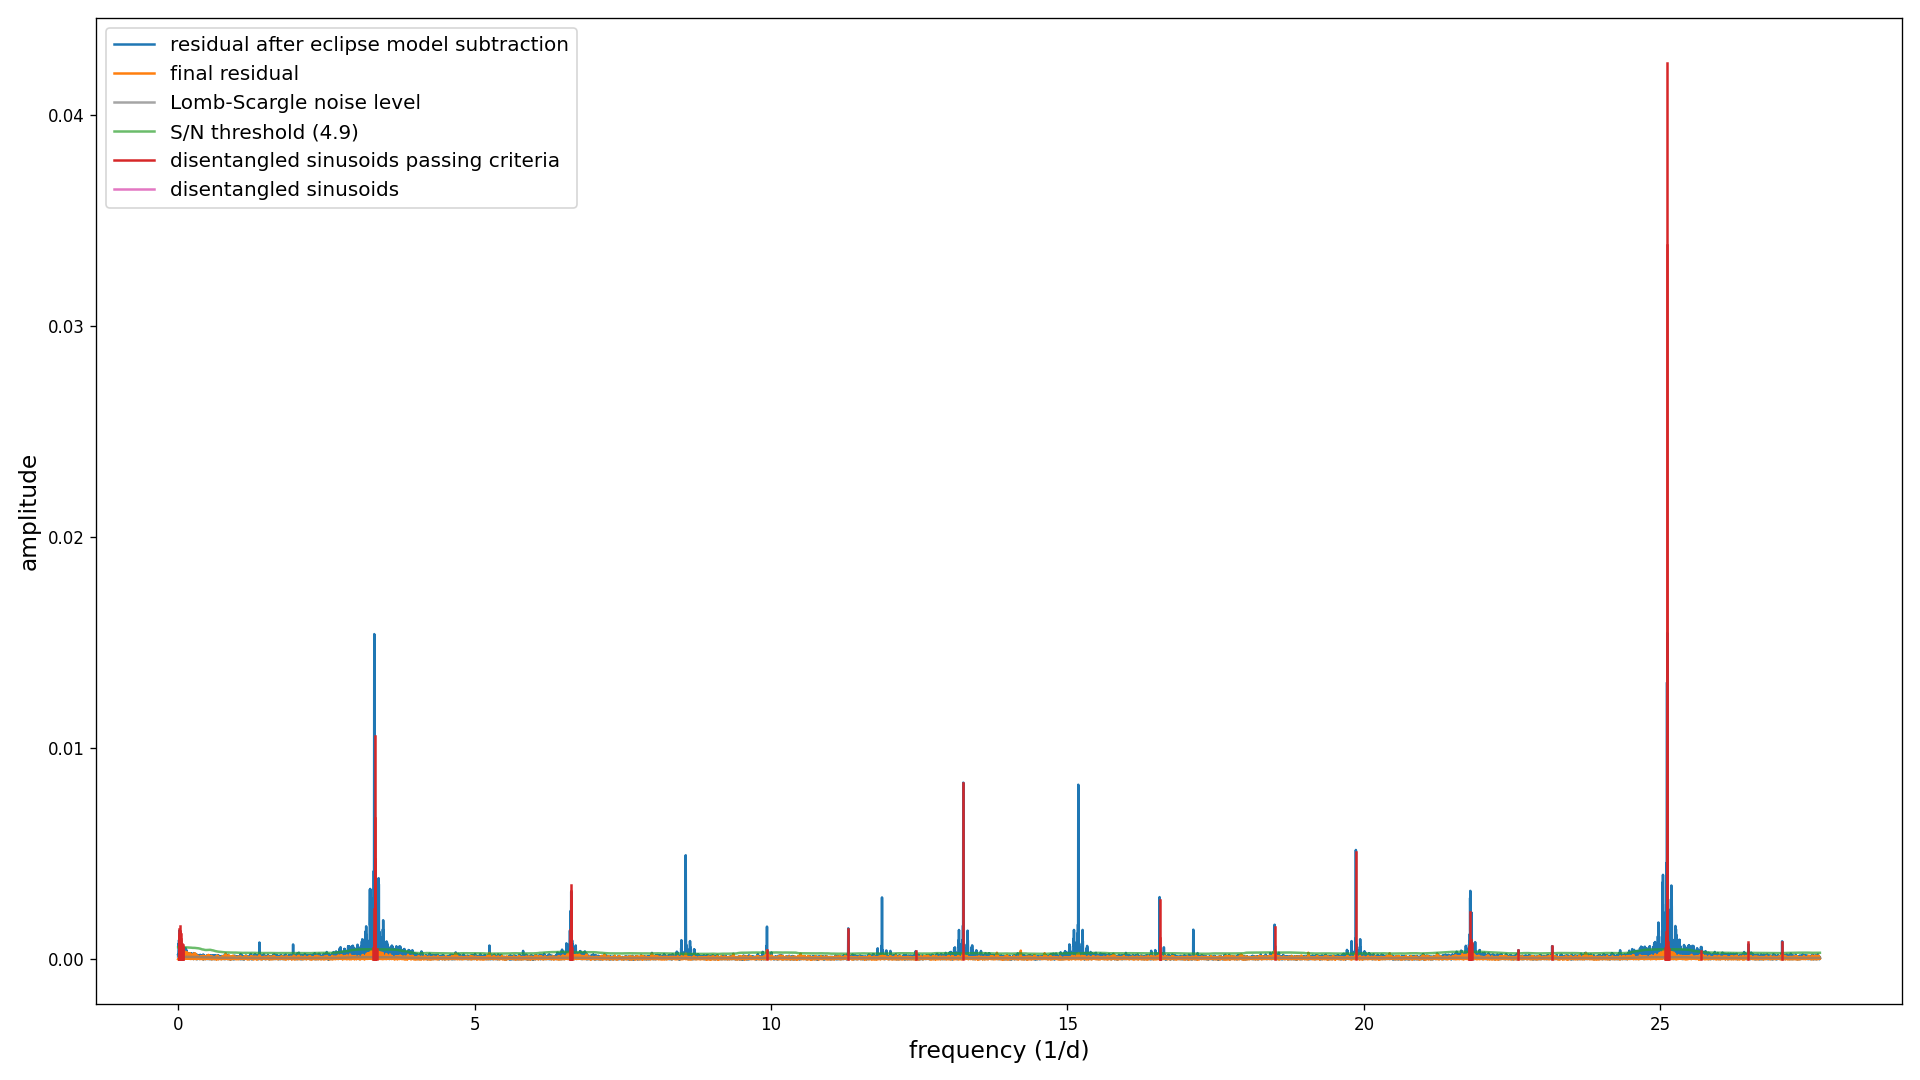 residual after eclipse model subtraction
final residual
Lomb-Scargle noise level
S/N threshold (4.9)
disentangled sinusoids passing criteria
disentangled sinusoids
amplitude
0.04
0.03
0.02
0.01
0.00
0 5 10 15 20 25
frequency (1/d)